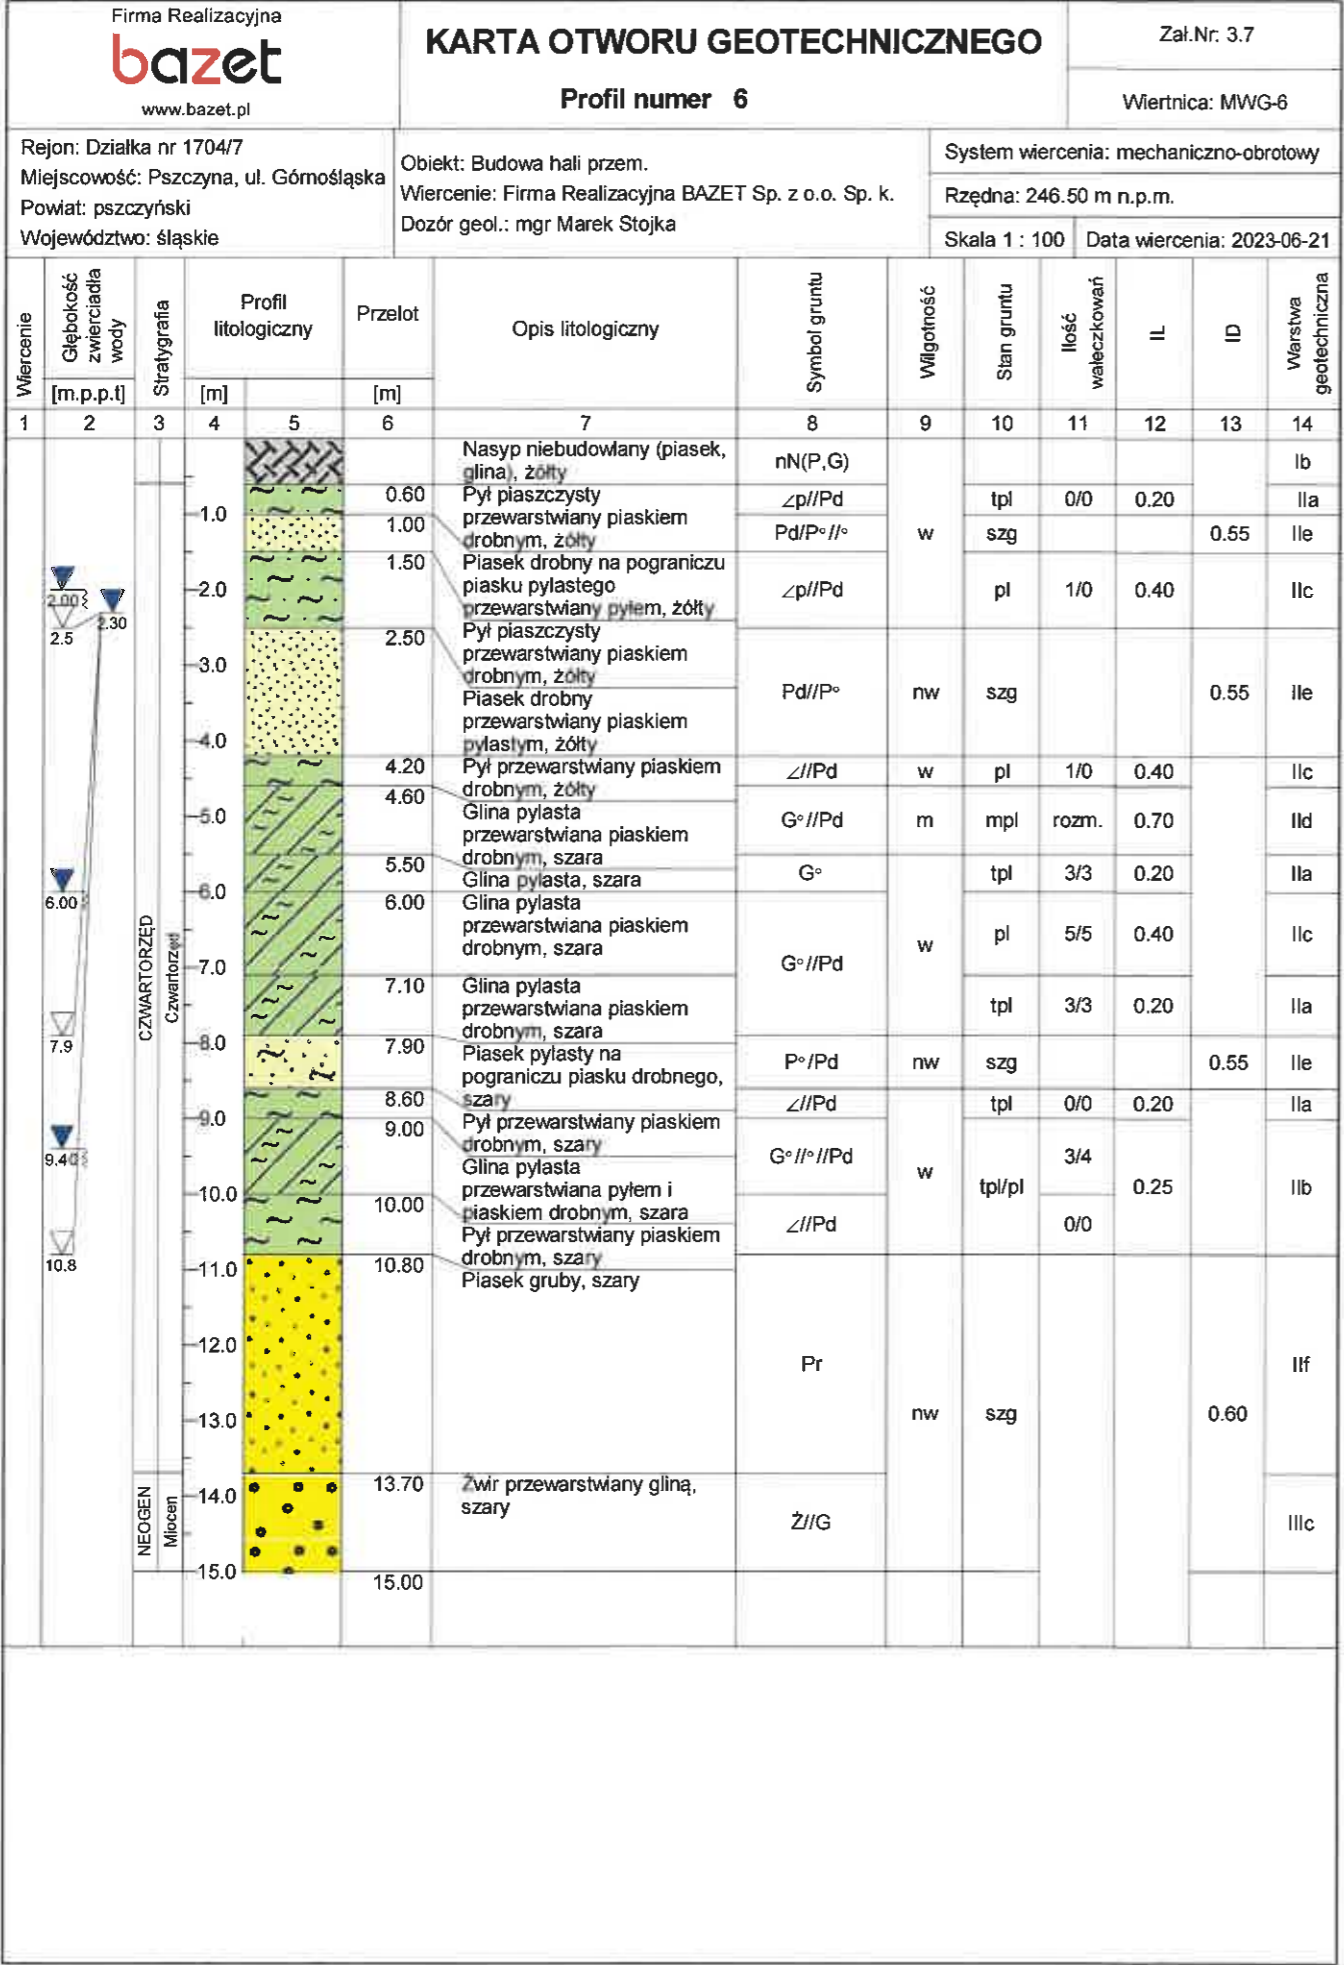 Firma Realizacyjna
bazet
www.bazet.pl
KARTA OTWORU GEOTECHNICZNEGO
Profil numer 6
Zał.Nr: 3.7
Wiertnica: MWG-6
Rejon: Działka nr 1704/7
Miejscowość: Pszczyna, ul. Górnośląska
Powiat: pszczyński
Województwo: śląskie
Obiekt: Budowa hali przem.
Wiercenie: Firma Realizacyjna BAZET Sp. z o.o. Sp. k.
Dozór geol.: mgr Marek Stojka
System wiercenia: mechaniczno-obrotowy
Rzędna: 246.50 m n.p.m.
Skala 1 : 100
Data wiercenia: 2023-06-21
Wiercenie
Głębokość zwierciadła wody
[m.p.p.t]
Stratygrafia
Profil litologiczny
[m]
Przelot
[m]
Opis litologiczny
Symbol gruntu
Wilgotność
Stan gruntu
Ilość wałeczkowań
IL
ID
Warstwa geotechniczna
1 2 3 4 5 6 7 8 9 10 11 12 13 14
2.00
2.30
2.5
6.00
7.9
9.40
10.8
CZWARTORZĘD
Czwartorzęd
NEOGEN
Miocen
1.0
2.0
3.0
4.0
5.0
6.0
7.0
8.0
9.0
10.0
11.0
12.0
13.0
14.0
15.0
0.60
1.00
1.50
2.50
4.20
4.60
5.50
6.00
7.10
7.90
8.60
9.00
10.00
10.80
13.70
15.00
Nasyp niebudowlany (piasek,
glina), żółty
Pył piaszczysty
przewarstwiany piaskiem
drobnym, żółty
Piasek drobny na pograniczu
piasku pylastego
przewarstwiany pyłem, żółty
Pył piaszczysty
przewarstwiany piaskiem
drobnym, żółty
Piasek drobny
przewarstwiany piaskiem
pylastym, żółty
Pył przewarstwiany piaskiem
drobnym, żółty
Glina pylasta
przewarstwiana piaskiem
drobnym, szara
Glina pylasta, szara
Glina pylasta
przewarstwiana piaskiem
drobnym, szara
Glina pylasta
przewarstwiana piaskiem
drobnym, szara
Piasek pylasty na
pograniczu piasku drobnego,
szary
Pył przewarstwiany piaskiem
drobnym, szary
Glina pylasta
przewarstwiana pyłem i
piaskiem drobnym, szara
Pył przewarstwiany piaskiem
drobnym, szary
Piasek gruby, szary
Żwir przewarstwiany gliną,
szary
nN(P,G)
∠p//Pd
Pd/P°//°
∠p//Pd
Pd//P°
∠//Pd
G°//Pd
G°
G°//Pd
P°/Pd
∠//Pd
G°//°//Pd
∠//Pd
Pr
Ż//G
w
nw
w
m
w
nw
w
nw
tpl
szg
pl
szg
pl
mpl
tpl
pl
tpl
szg
tpl
tpl/pl
szg
0/0
1/0
1/0
rozm.
3/3
5/5
3/3
0/0
3/4
0/0
0.20
0.40
0.40
0.70
0.20
0.40
0.20
0.20
0.25
0.55
0.55
0.55
0.60
Ib
IIa
IIe
IIc
IIe
IIc
IId
IIa
IIc
IIa
IIe
IIa
IIb
IIf
IIIc